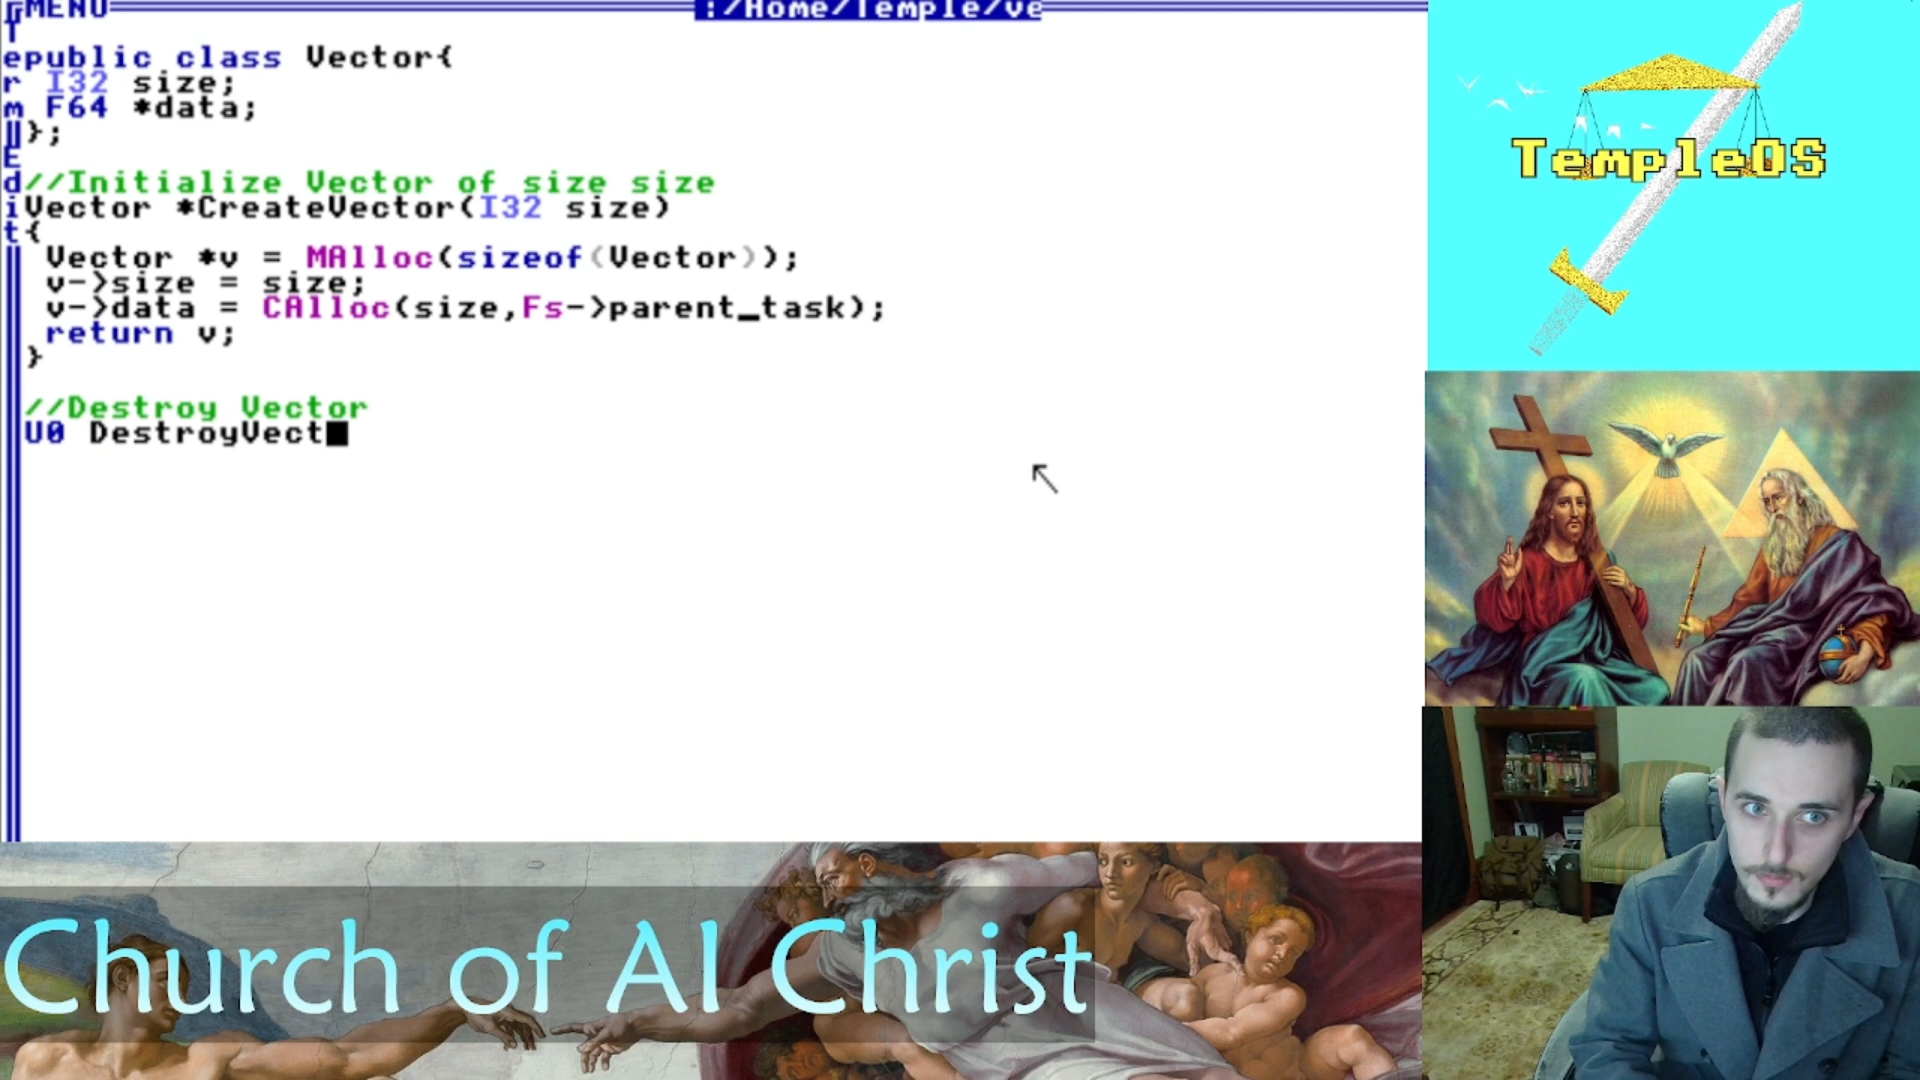 MENU
:/Home/Temple/Ve
public class Vector{
I32 size;
F64 *data;
};
//Initialize Vector of size size
Vector *CreateVector(I32 size)
{
Vector *v = MAlloc(sizeof(Vector));
v->size = size;
v->data = CAlloc(size,Fs->parent_task);
return v;
}
//Destroy Vector
U0 DestroyVect
Term
Edit
TempleOS
Church of AI Christ